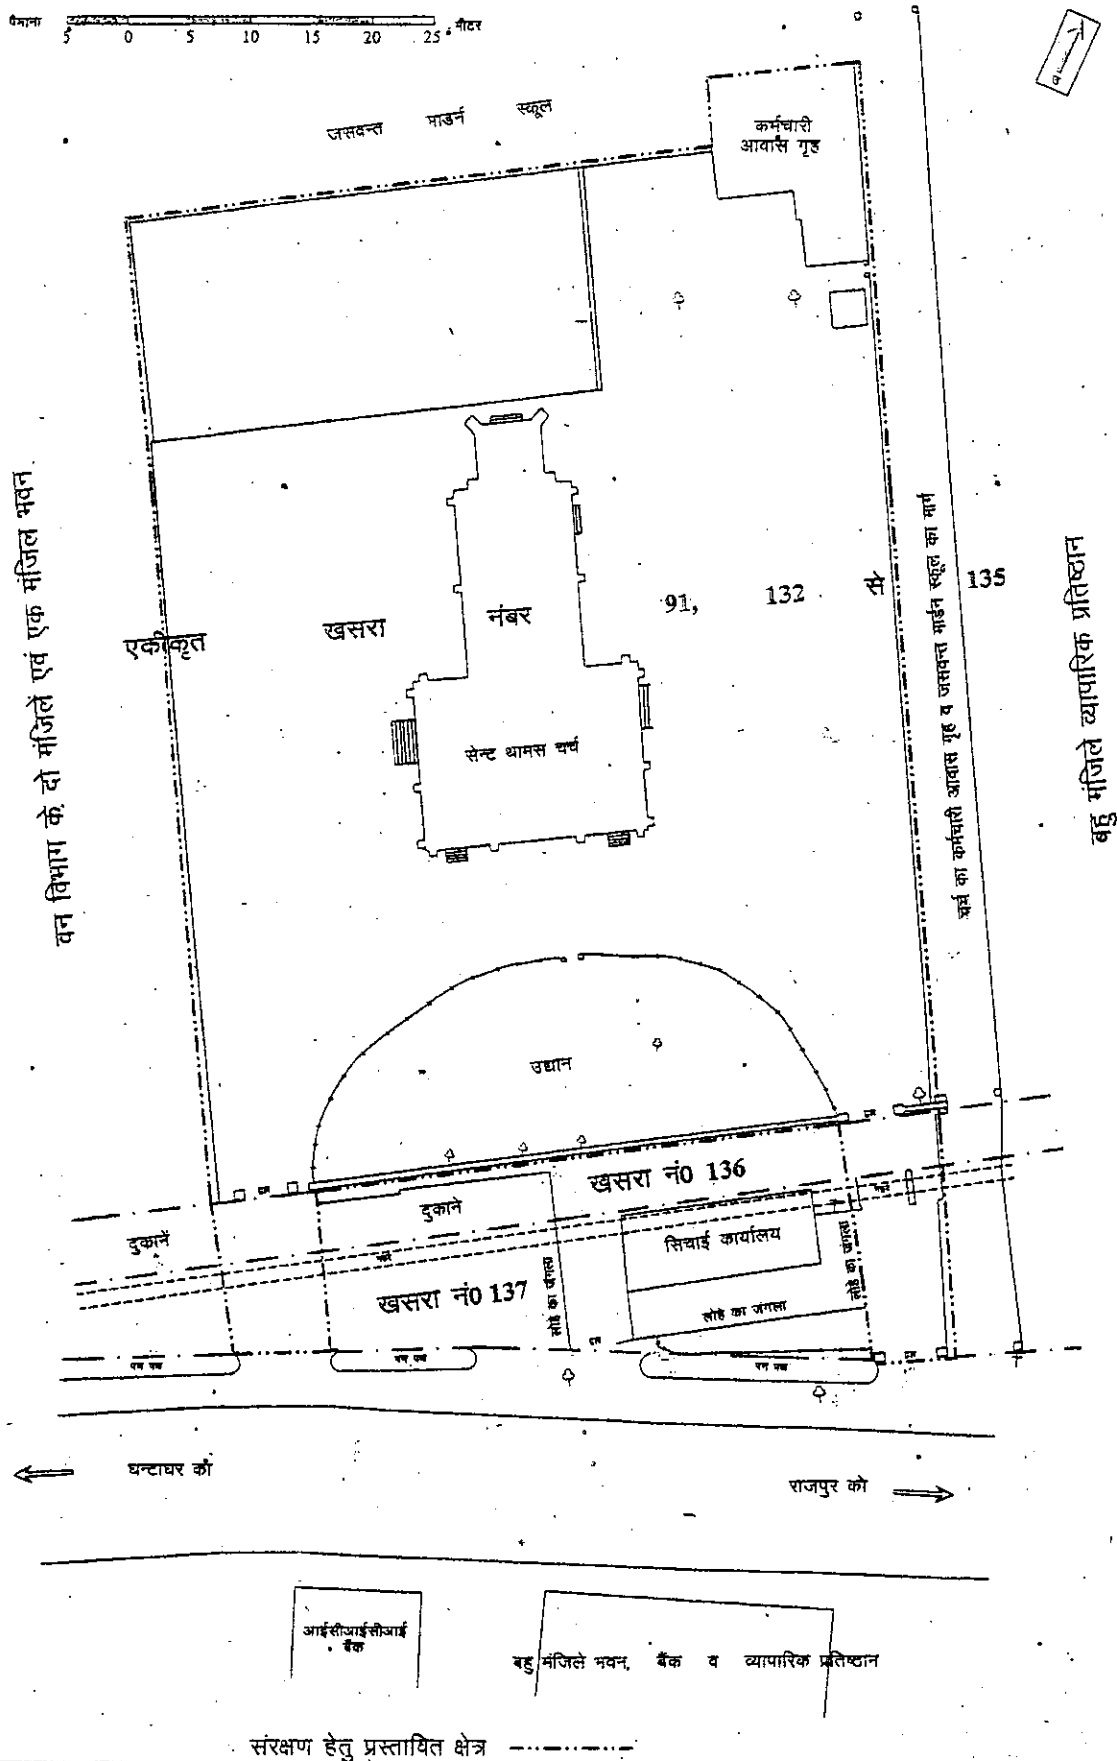 पैमाना
5 0 5 10 15 20 25 मीटर
जसवन्त माडर्न स्कूल
कर्मचारी
आवास गृह
वन विभाग के दो मंजिलें एवं एक मंजिल भवन
एकीकृत खसरा नंबर 91, 132 से 135
सेन्ट थामस चर्च
चर्च का कर्मचारी आवास गृह व जसवन्त मार्डन स्कूल का मार्ग
बहु मंजिले व्यापारिक प्रतिष्ठान
उद्यान
खसरा नं0 136
दुकानें
दुकाने
सिचाई कार्यालय
लोहे का जंगला
खसरा नं0 137
लोहे का जंगला
लोहे का जंगला
घन्टाघर को
राजपुर को
आईसीआईसीआई
बैंक
बहु मंजिले भवन, बैंक व व्यापारिक प्रतिष्ठान
संरक्षण हेतु प्रस्तावित क्षेत्र